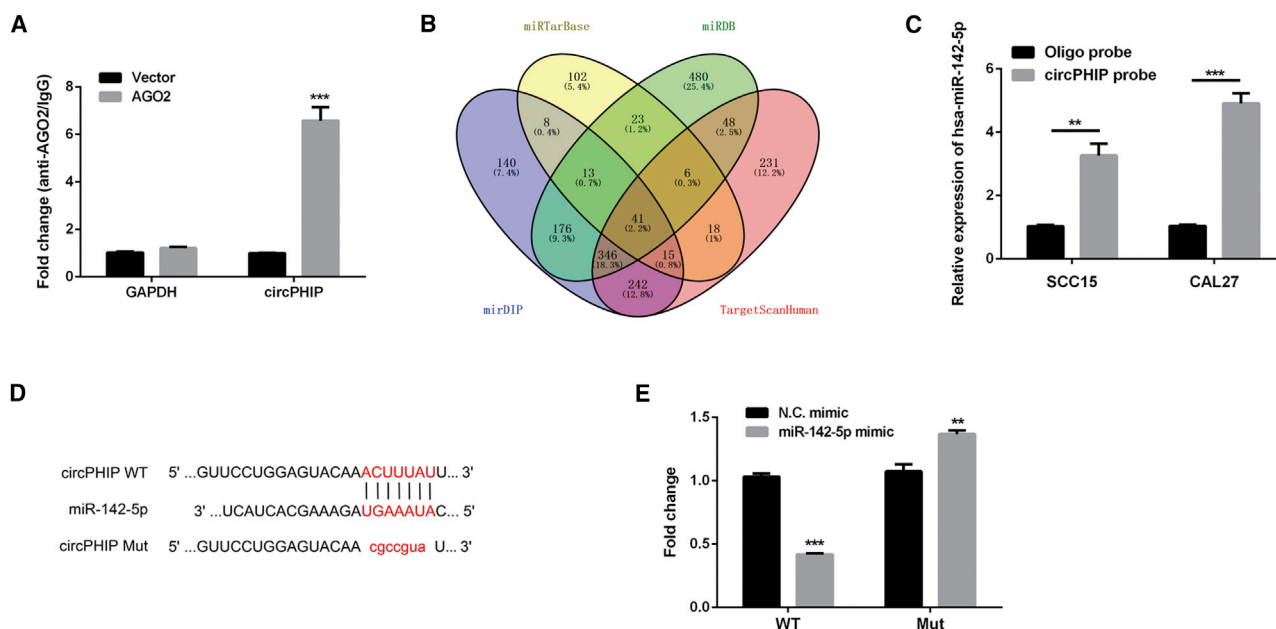 A
Fold change (anti-AGO2/IgG)
Vector
AGO2
8
6
4
2
0
***
GAPDH
circPHIP
B
miRTarBase
miRDB
102
(5.4%)
480
(25.4%)
8
(0.4%)
23
(1.2%)
48
(2.5%)
140
(7.4%)
13
(0.7%)
6
(0.3%)
231
(12.2%)
41
(2.2%)
176
(9.3%)
18
(1%)
346
(18.3%)
15
(0.8%)
242
(12.8%)
mirDIP
TargetScanHuman
C
Relative expression of hsa-miR-142-5p
Oligo probe
circPHIP probe
6
4
2
0
**
***
SCC15
CAL27
D
circPHIP WT 5' ...GUUCCUGGAGUACAAACUUUAUU... 3'
miR-142-5p 3' ...UCAUCACGAAAGAUGAAAUAC... 5'
circPHIP Mut 5' ...GUUCCUGGAGUACAA cgccgua U... 3'
E
Fold change
N.C. mimic
miR-142-5p mimic
1.5
1.0
0.5
0.0
***
**
WT
Mut